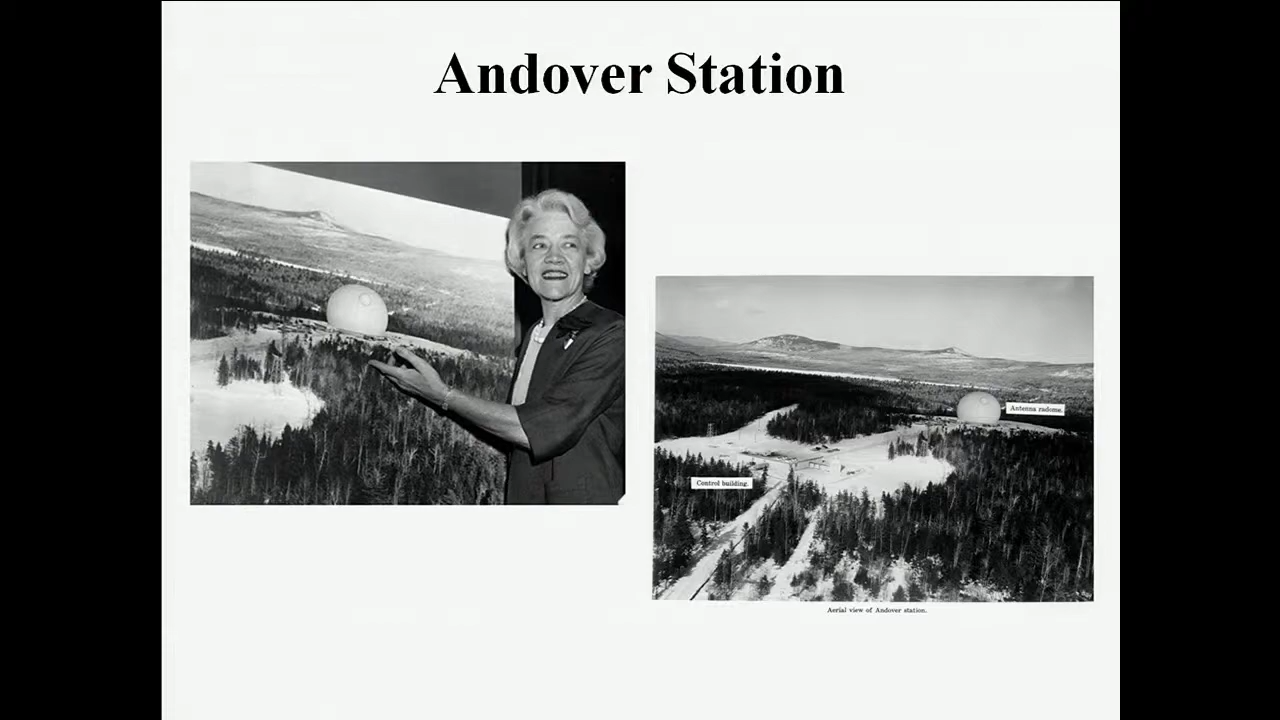 Andover Station
Antenna radome.
Control building.
Aerial view of Andover station.